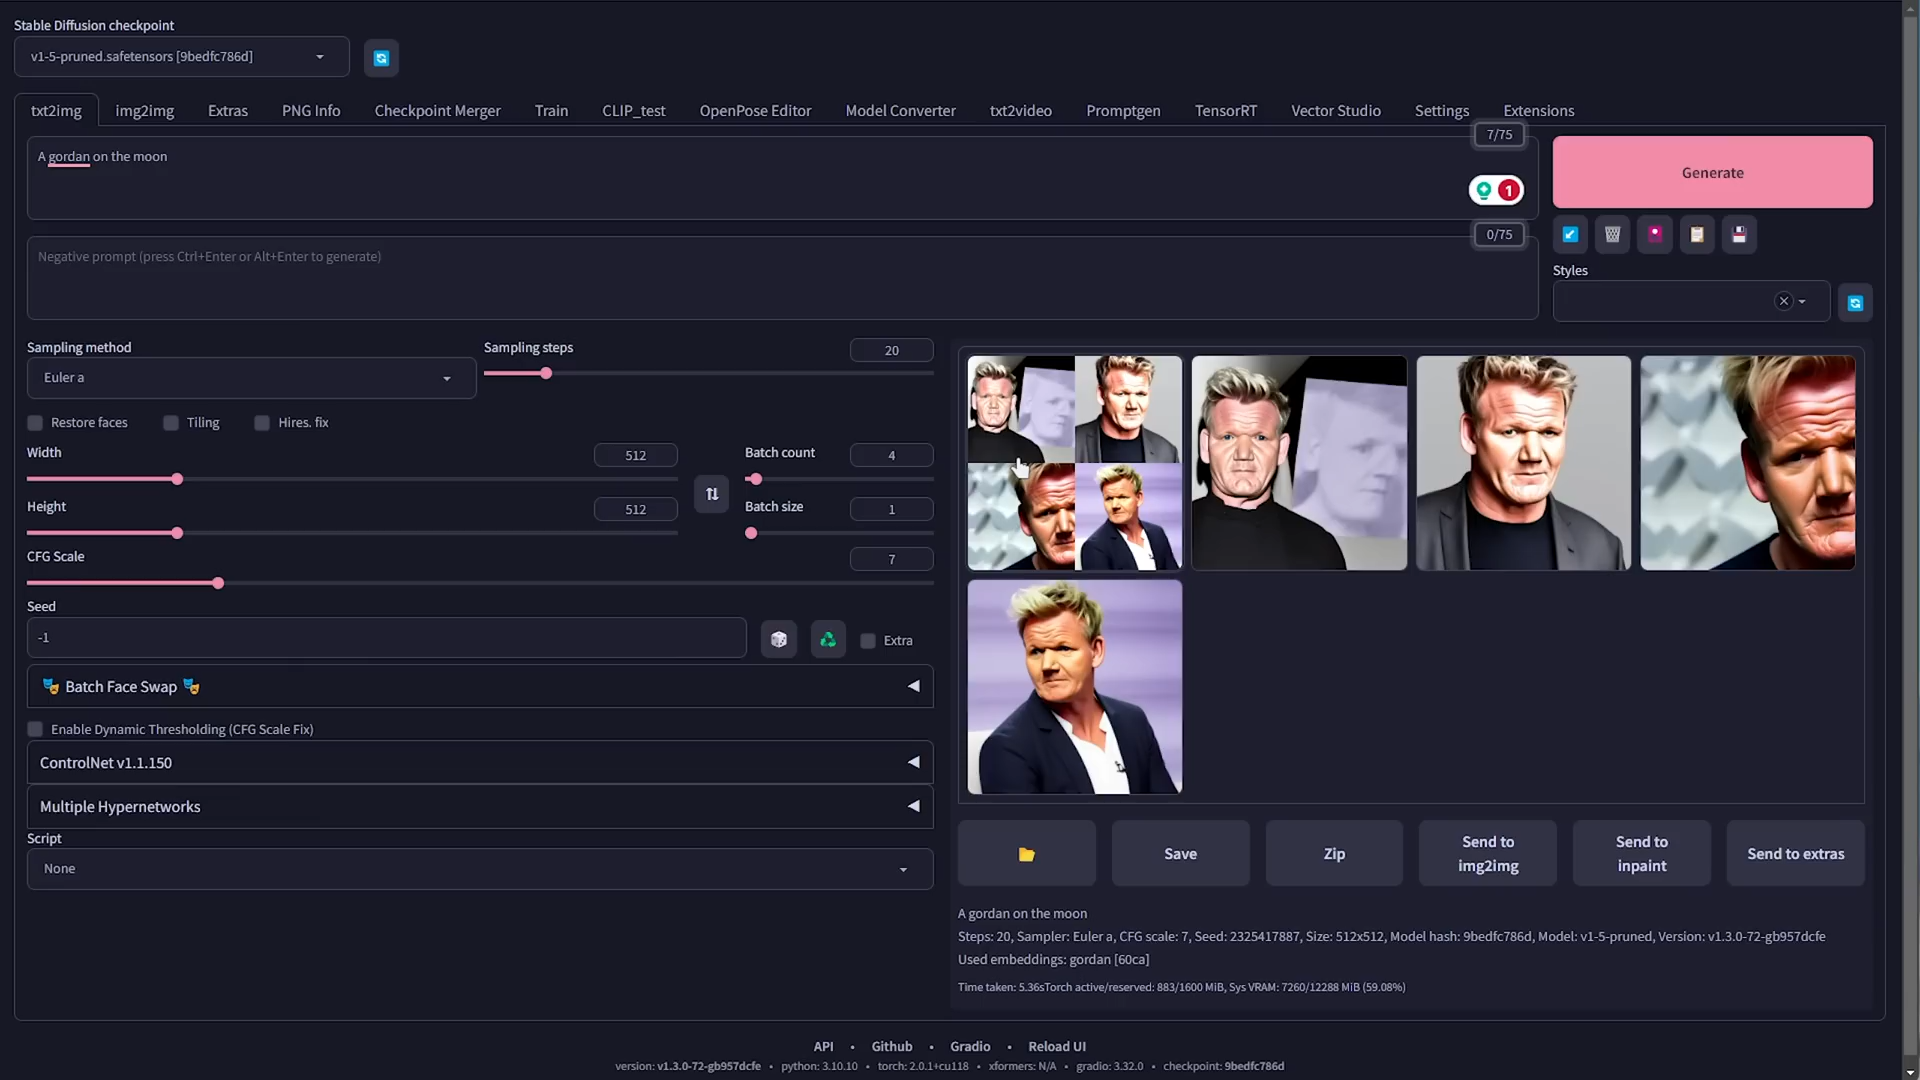 Stable Diffusion checkpoint
v1-5-pruned.safetensors [9bedfc786d]
txt2img img2img Extras PNG Info Checkpoint Merger Train CLIP_test OpenPose Editor Model Converter txt2video Promptgen TensorRT Vector Studio Settings Extensions
7/75
A gordan on the moon
1
Generate
0/75
Negative prompt (press Ctrl+Enter or Alt+Enter to generate)
Styles
Sampling method
Euler a
Sampling steps
20
Restore faces Tiling Hires. fix
Width
512
Height
512
Batch count
4
Batch size
1
CFG Scale
7
Seed
-1
Extra
Batch Face Swap
Enable Dynamic Thresholding (CFG Scale Fix)
ControlNet v1.1.150
Multiple Hypernetworks
Script
None
Save
Zip
Send to
img2img
Send to
inpaint
Send to extras
A gordan on the moon
Steps: 20, Sampler: Euler a, CFG scale: 7, Seed: 2325417887, Size: 512x512, Model hash: 9bedfc786d, Model: v1-5-pruned, Version: v1.3.0-72-gb957dcfe
Used embeddings: gordan [60ca]
Time taken: 5.36sTorch active/reserved: 883/1600 MiB, Sys VRAM: 7260/12288 MiB (59.08%)
API • Github • Gradio • Reload UI
version: v1.3.0-72-gb957dcfe • python: 3.10.10 • torch: 2.0.1+cu118 • xformers: N/A • gradio: 3.32.0 • checkpoint: 9bedfc786d